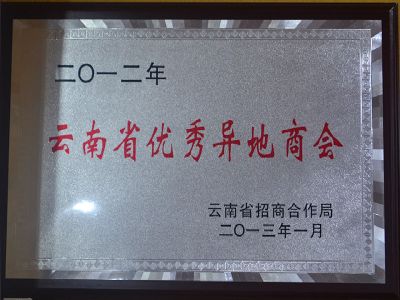 二〇一二年
云南省优秀异地商会
云南省招商合作局
二〇一三年一月